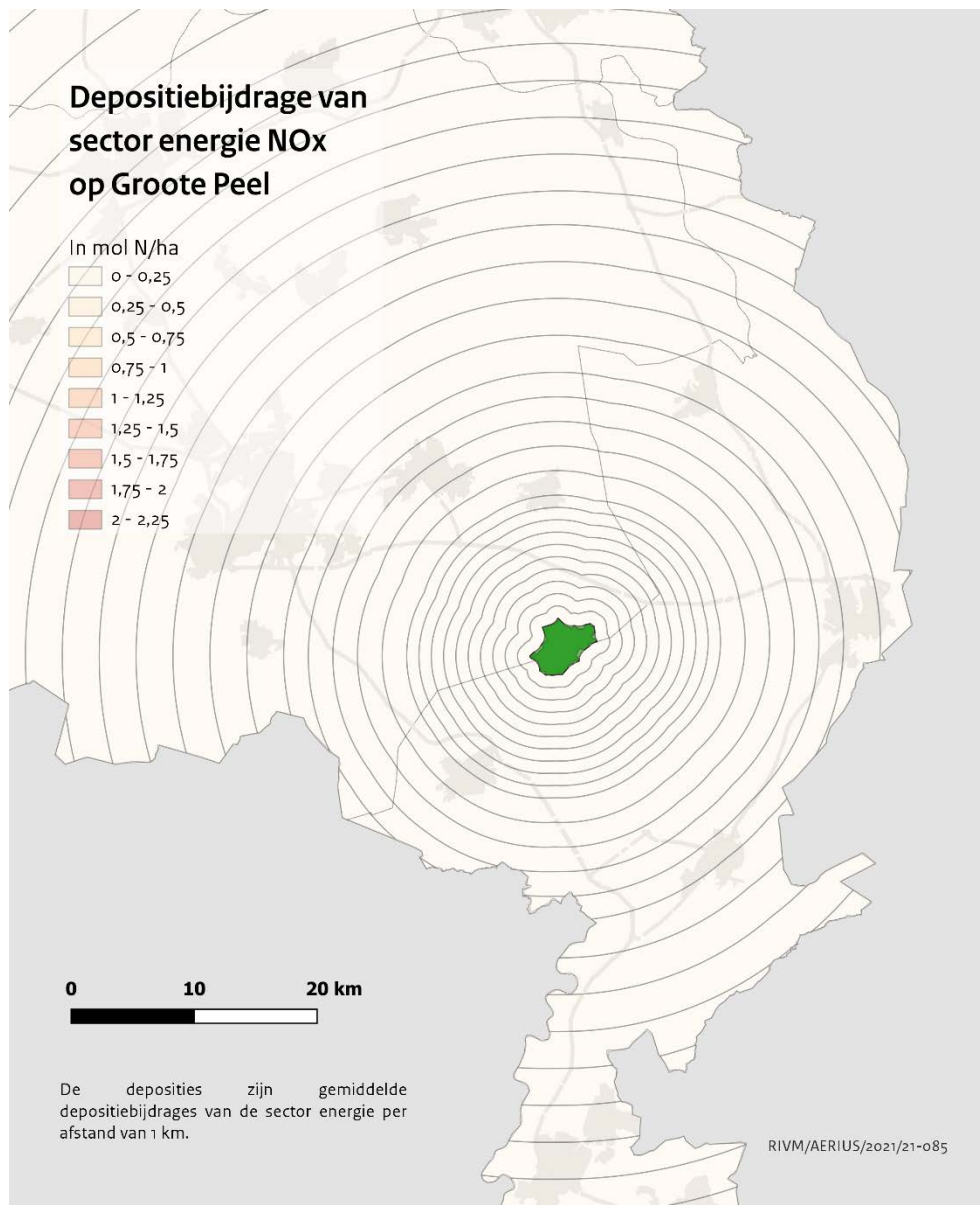 Depositiebijdrage van
sector energie NOx
op Groote Peel
In mol N/ha
0 - 0,25
0,25 - 0,5
0,5 - 0,75
0,75 - 1
1 - 1,25
1,25 - 1,5
1,5 - 1,75
1,75 - 2
2 - 2,25
0 10 20 km
De deposities zijn gemiddelde
depositiebijdrages van de sector energie per
afstand van 1 km.
RIVM/AERIUS/2021/21-085